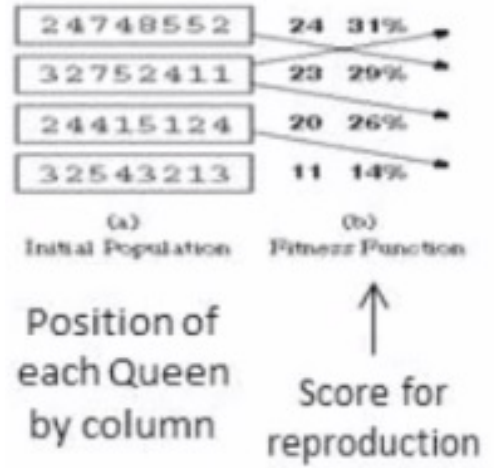 24748552 24 31%
32752411 23 29%
24415124 20 26%
32543213 11 14%
(a) (b)
Initial Population Fitness Function
Position of
each Queen
by column
Score for
reproduction